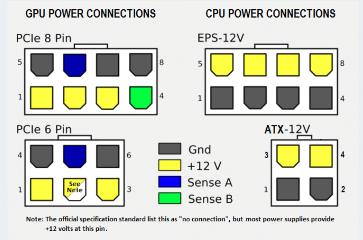 GPU POWER CONNECTIONS
CPU POWER CONNECTIONS
PCIe 8 Pin
EPS-12V
5
8
5
8
1
4
1
4
PCIe 6 Pin
ATX-12V
4
6
3
4
1
See
Note
3
1
2
Gnd
+12 V
Sense A
Sense B
Note: The official specification standard list this as "no connection", but most power supplies provide
+12 volts at this pin.